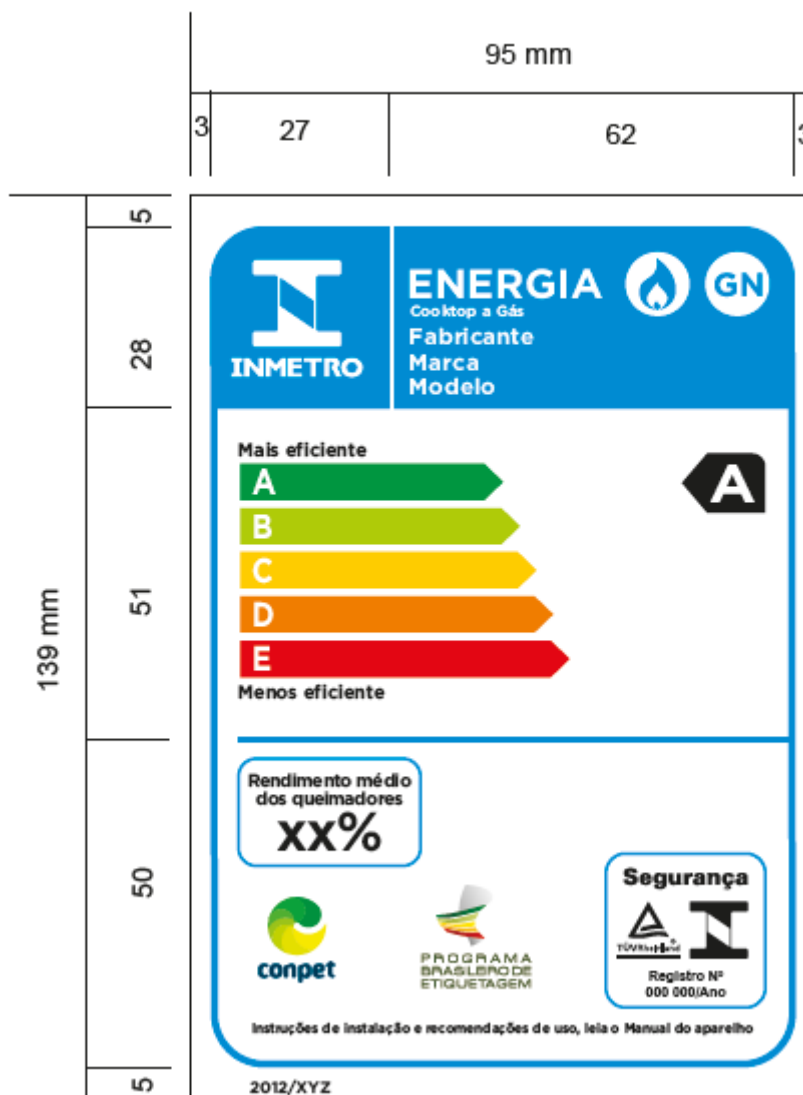 95 mm
3 27 62 3
5
28
51
139 mm
50
5
INMETRO
ENERGIA
GN
Cooktop a Gás
Fabricante
Marca
Modelo
Mais eficiente
A
A
B
C
D
E
Menos eficiente
Rendimento médio
dos queimadores
xx%
conpet
PROGRAMA
BRASILEIRO DE
ETIQUETAGEM
Segurança
TÜVRheinland®
Registro Nº
000 000/Ano
Instruções de instalação e recomendações de uso, leia o Manual do aparelho
2012/XYZ